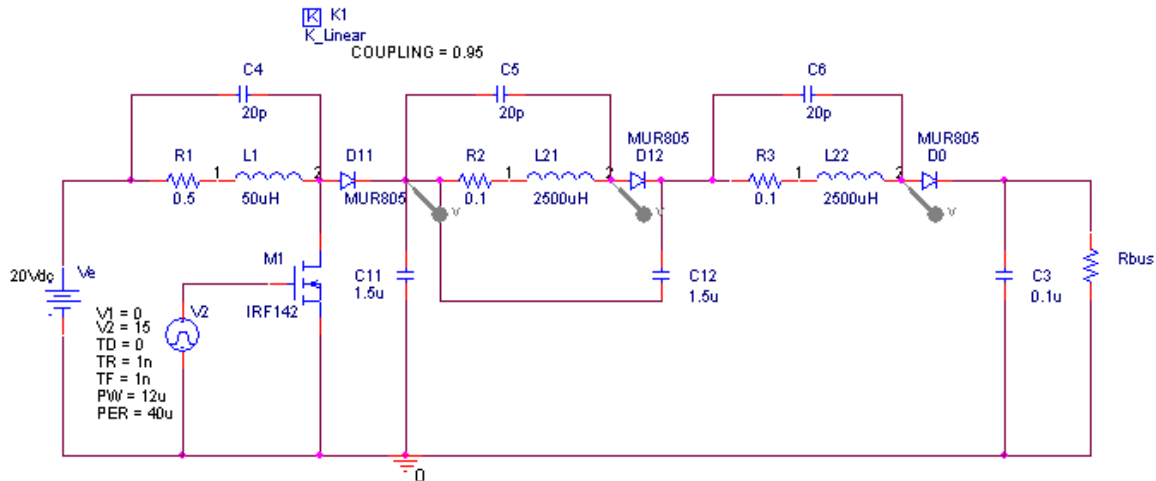 K K1
K_Linear
COUPLING = 0.95
C4
20p
C5
20p
C6
20p
R1
0.5
1 L1 2
50uH
D11
MUR805
R2
0.1
1 L21 2
2500uH
MUR805
D12
R3
0.1
1 L22 2
2500uH
MUR805
D0
V
V
V
20Vdc
Ve
M1
IRF142
V2
V1 = 0
V2 = 15
TD = 0
TR = 1n
TF = 1n
PW = 12u
PER = 40u
C11
1.5u
C12
1.5u
C3
0.1u
Rbus
0